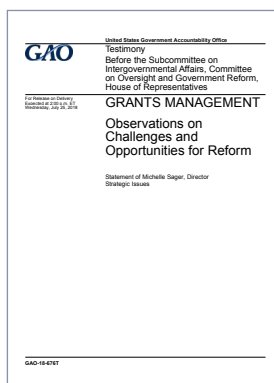 United States Government Accountability Office
GAO
Testimony
Before the Subcommittee on
Intergovernmental Affairs, Committee
on Oversight and Government Reform,
House of Representatives
For Release on Delivery
Expected at 2:00 p.m. ET
Wednesday, July 25, 2018
GRANTS MANAGEMENT
Observations on
Challenges and
Opportunities for Reform
Statement of Michelle Sager, Director
Strategic Issues
GAO-18-676T